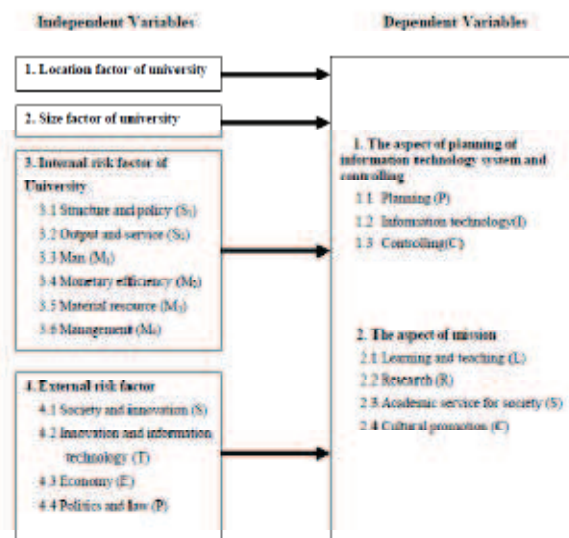 Independent Variables
1. Location factor of university
2. Size factor of university
3. Internal risk factor of
University
3.1 Structure and policy (S₁)
3.2 Output and service (S₂)
3.3 Man (M₁)
3.4 Monetary efficiency (M₂)
3.5 Material resource (M₃)
3.6 Management (M₄)
4. External risk factor
4.1 Society and innovation (S)
4.2 Innovation and information
technology (T)
4.3 Economy (E)
4.4 Politics and law (P)
Dependent Variables
1. The aspect of planning of
information technology system and
controlling
1.1 Planning (P)
1.2 Information technology(I)
1.3 Controlling(C)
2. The aspect of mission
2.1 Learning and teaching (L)
2.2 Research (R)
2.3 Academic service for society (S)
2.4 Cultural promotion (C)